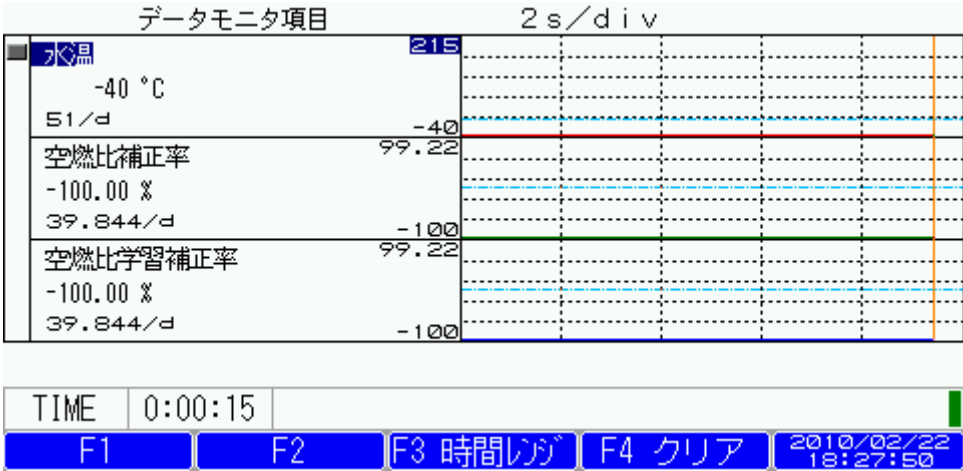 データモニタ項目 2s/div
水温 215
-40 °C
51/d -40
空燃比補正率 99.22
-100.00 %
39.844/d -100
空燃比学習補正率 99.22
-100.00 %
39.844/d -100
TIME 0:00:15
F1 F2 F3 時間ﾚﾝｼﾞ F4 クリア 2010/02/22
18:27:50